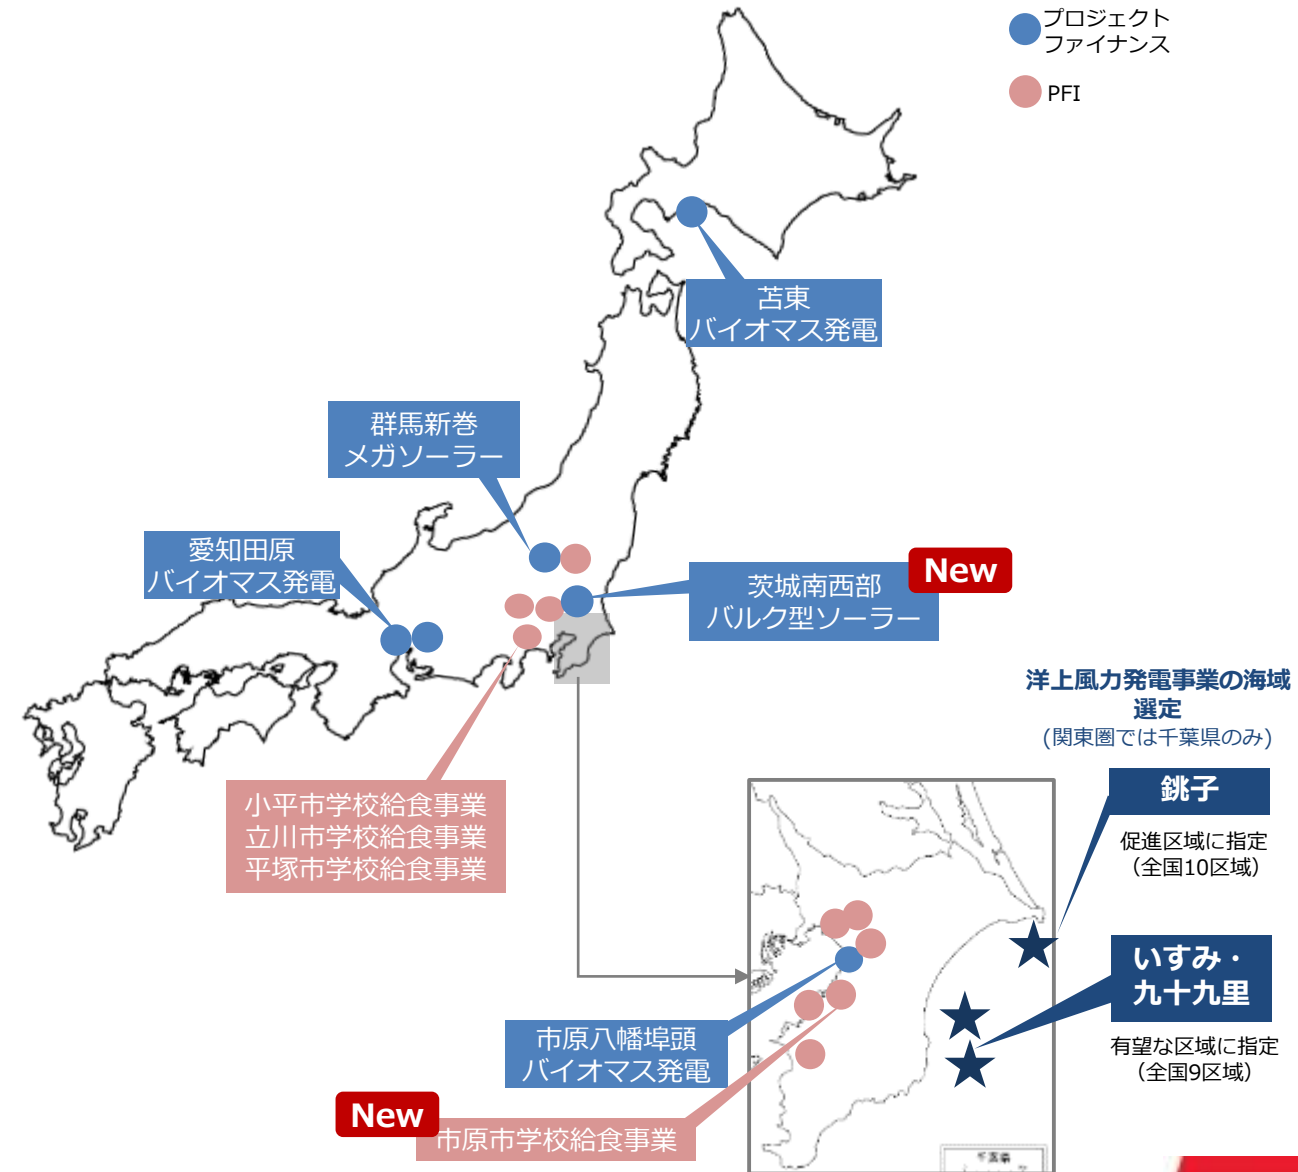 プロジェクト
ファイナンス
PFI
苫東
バイオマス発電
群馬新巻
メガソーラー
愛知田原
バイオマス発電
New
茨城南西部
バルク型ソーラー
洋上風力発電事業の海域
選定
(関東圏では千葉県のみ)
銚子
促進区域に指定
（全国10区域）
小平市学校給食事業
立川市学校給食事業
平塚市学校給食事業
いすみ・
九十九里
有望な区域に指定
（全国9区域）
市原八幡埠頭
バイオマス発電
New
市原市学校給食事業
千葉県